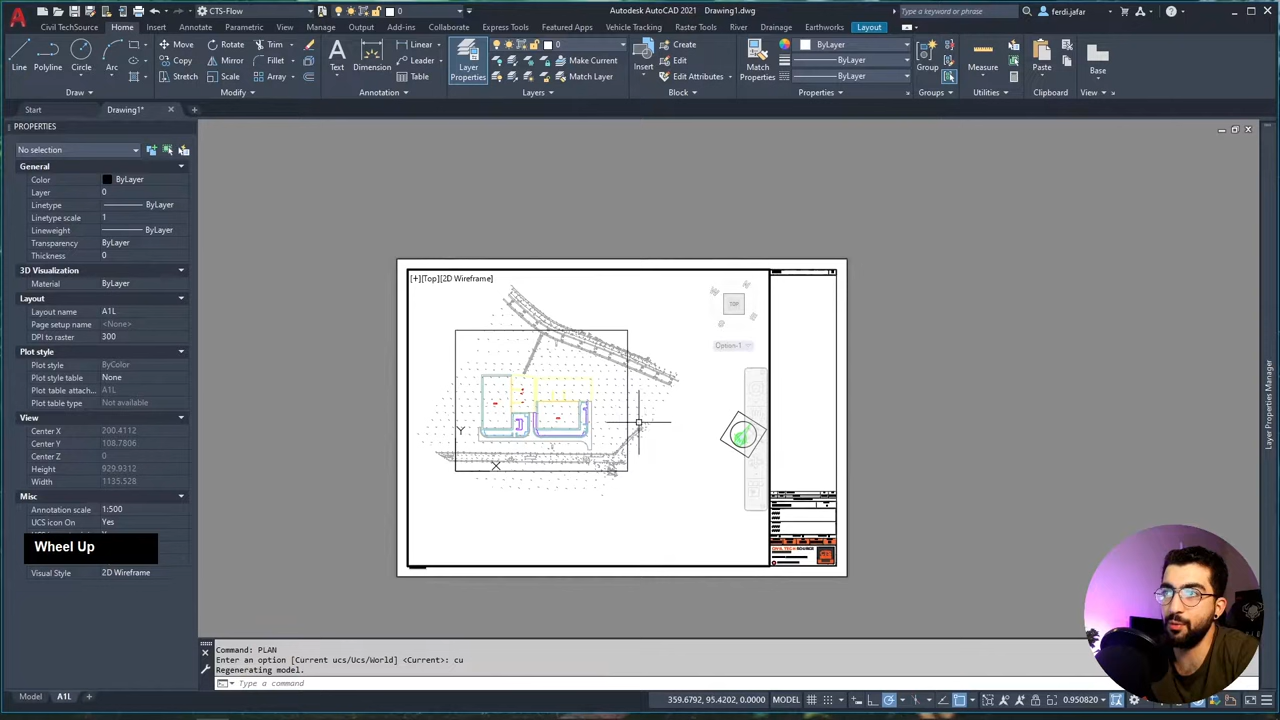 CTS-Flow
0
Autodesk AutoCAD 2021 Drawing1.dwg
Type a keyword or phrase
ferdi.jafar
Civil TechSource Home Insert Annotate Parametric View Manage Output Add-ins Collaborate Express Tools Featured Apps Vehicle Tracking Raster Tools River Drainage Earthworks Layout
Line Polyline Circle Arc
Move Rotate Trim
Copy Mirror Fillet
Stretch Scale Array
Text Dimension
Linear
Leader
Table
Layer Properties
0
Make Current
Match Layer
Insert
Create
Edit
Edit Attributes
Match Properties
ByLayer
ByLayer
ByLayer
Group
Measure
Paste
Base
Draw Modify Annotation Layers Block Properties Groups Utilities Clipboard View
Start Drawing1*
PROPERTIES
No selection
General
Color ByLayer
Layer 0
Linetype ByLayer
Linetype scale 1
Lineweight ByLayer
Transparency ByLayer
Thickness 0
3D Visualization
Material ByLayer
Layout
Layout name A1L
Page setup name <None>
DPI to raster 300
Plot style
Plot style ByColor
Plot style table None
Plot table attac... A1L
Plot table type Not available
View
Center X 200.4112
Center Y 108.7806
Center Z 0
Height 929.9312
Width 1135.528
Misc
Annotation scale 1:500
UCS icon On Yes
Wheel Up
Visual Style 2D Wireframe
[+][Top][2D Wireframe]
TOP
Option-1
Y
X
Properties Manager
Command: PLAN
Enter an option [Current ucs/Ucs/World] <Current>: cu
Regenerating model.
Type a command
Model A1L
359.6792, 95.4202, 0.0000 MODEL
0.950820